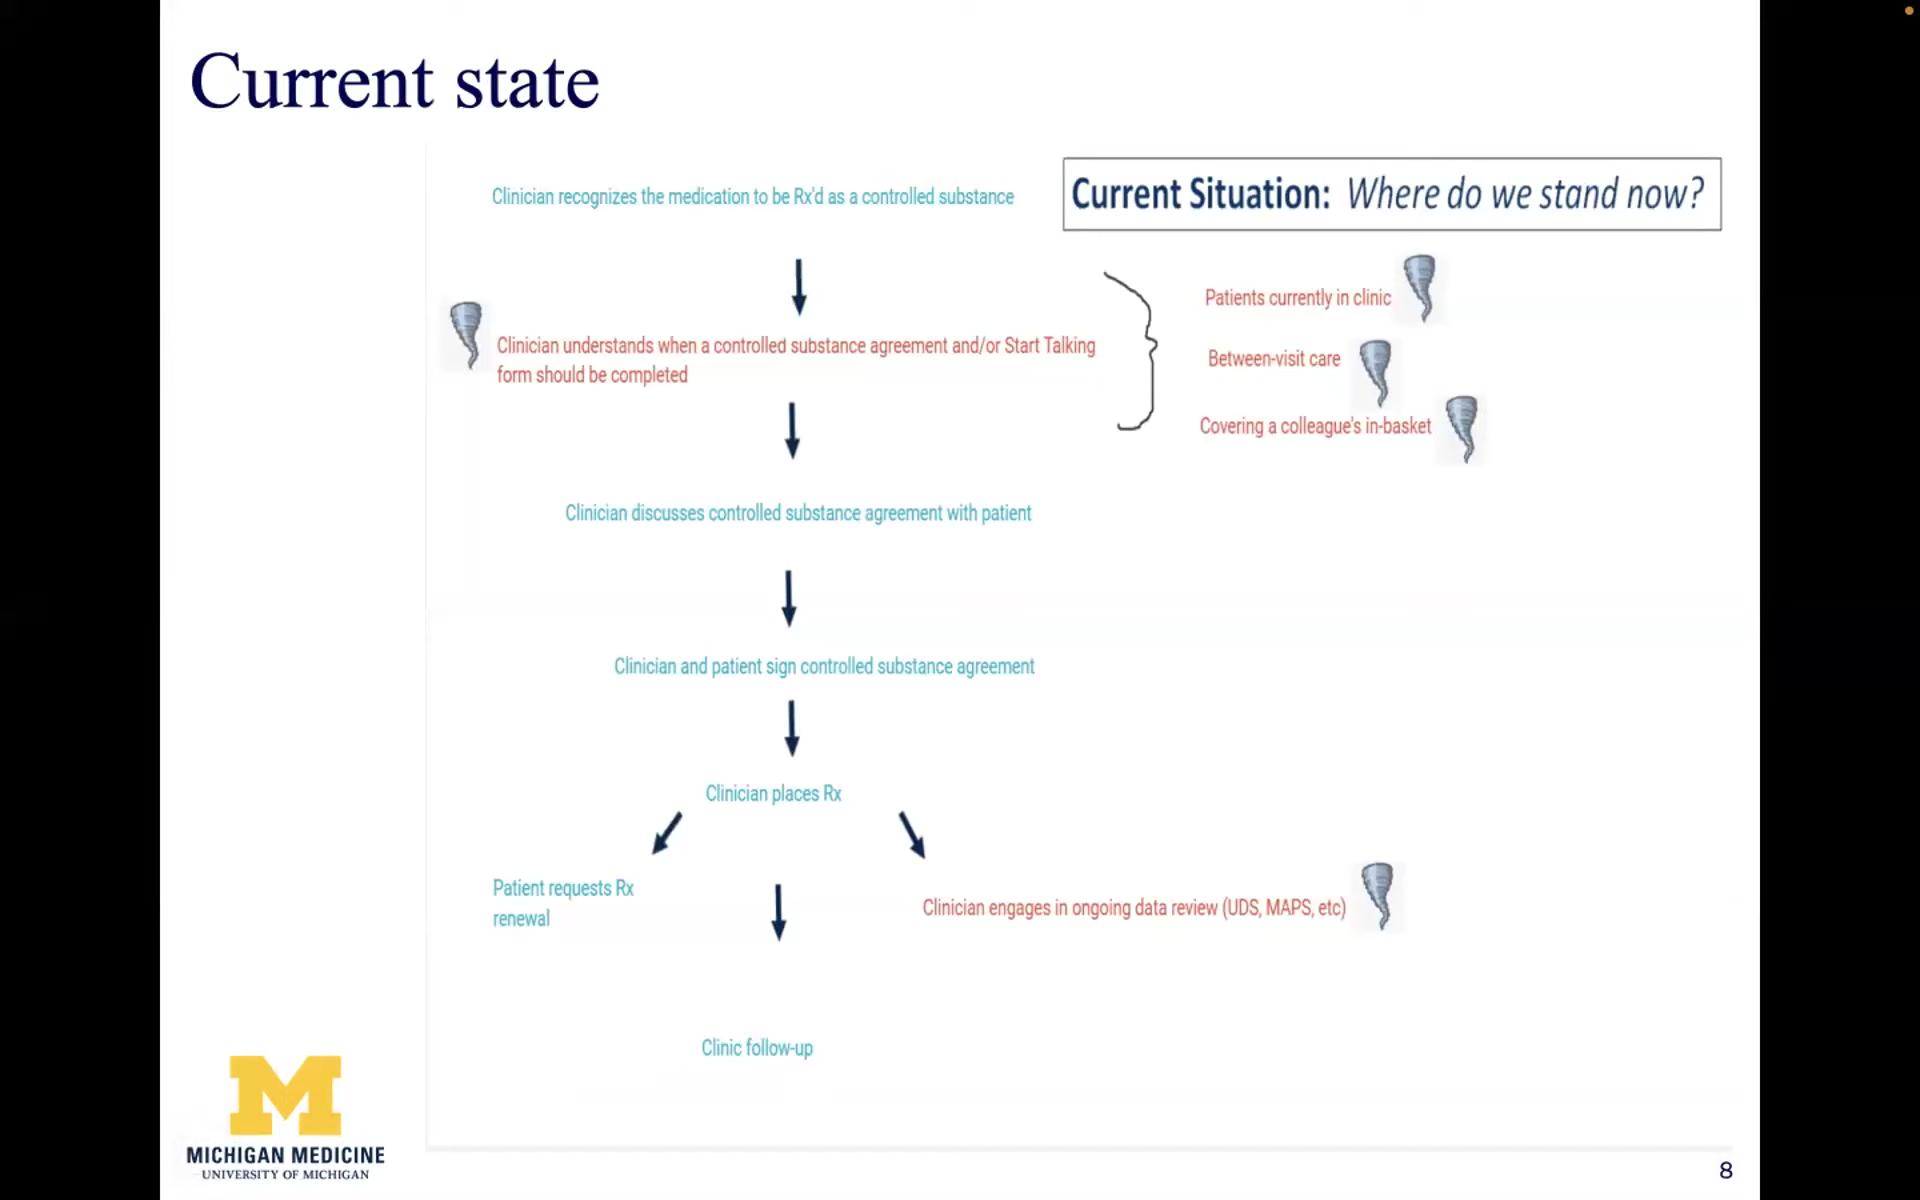 Current state
Clinician recognizes the medication to be Rx'd as a controlled substance
Current Situation: Where do we stand now?
Patients currently in clinic
Clinician understands when a controlled substance agreement and/or Start Talking
form should be completed
Between-visit care
Covering a colleague's in-basket
Clinician discusses controlled substance agreement with patient
Clinician and patient sign controlled substance agreement
Clinician places Rx
Patient requests Rx
renewal
Clinician engages in ongoing data review (UDS, MAPS, etc)
Clinic follow-up
M
MICHIGAN MEDICINE
UNIVERSITY OF MICHIGAN
8